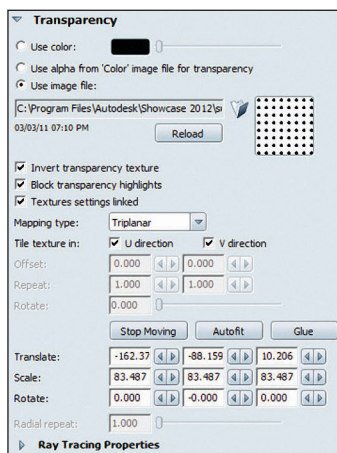 Transparency
Use color:
Use alpha from 'Color' image file for transparency
Use image file:
C:\Program Files\Autodesk\Showcase 2012\
03/03/11 07:10 PM
Reload
Invert transparency texture
Block transparency highlights
Textures settings linked
Mapping type: Triplanar
Tile texture in: U direction V direction
Offset: 0.000 0.000
Repeat: 1.000 1.000
Rotate: 0.000
Stop Moving Autofit Glue
Translate: -162.37 -88.159 10.206
Scale: 83.487 83.487 83.487
Rotate: 0.000 -0.000 0.000
Radial repeat: 1.000
Ray Tracing Properties